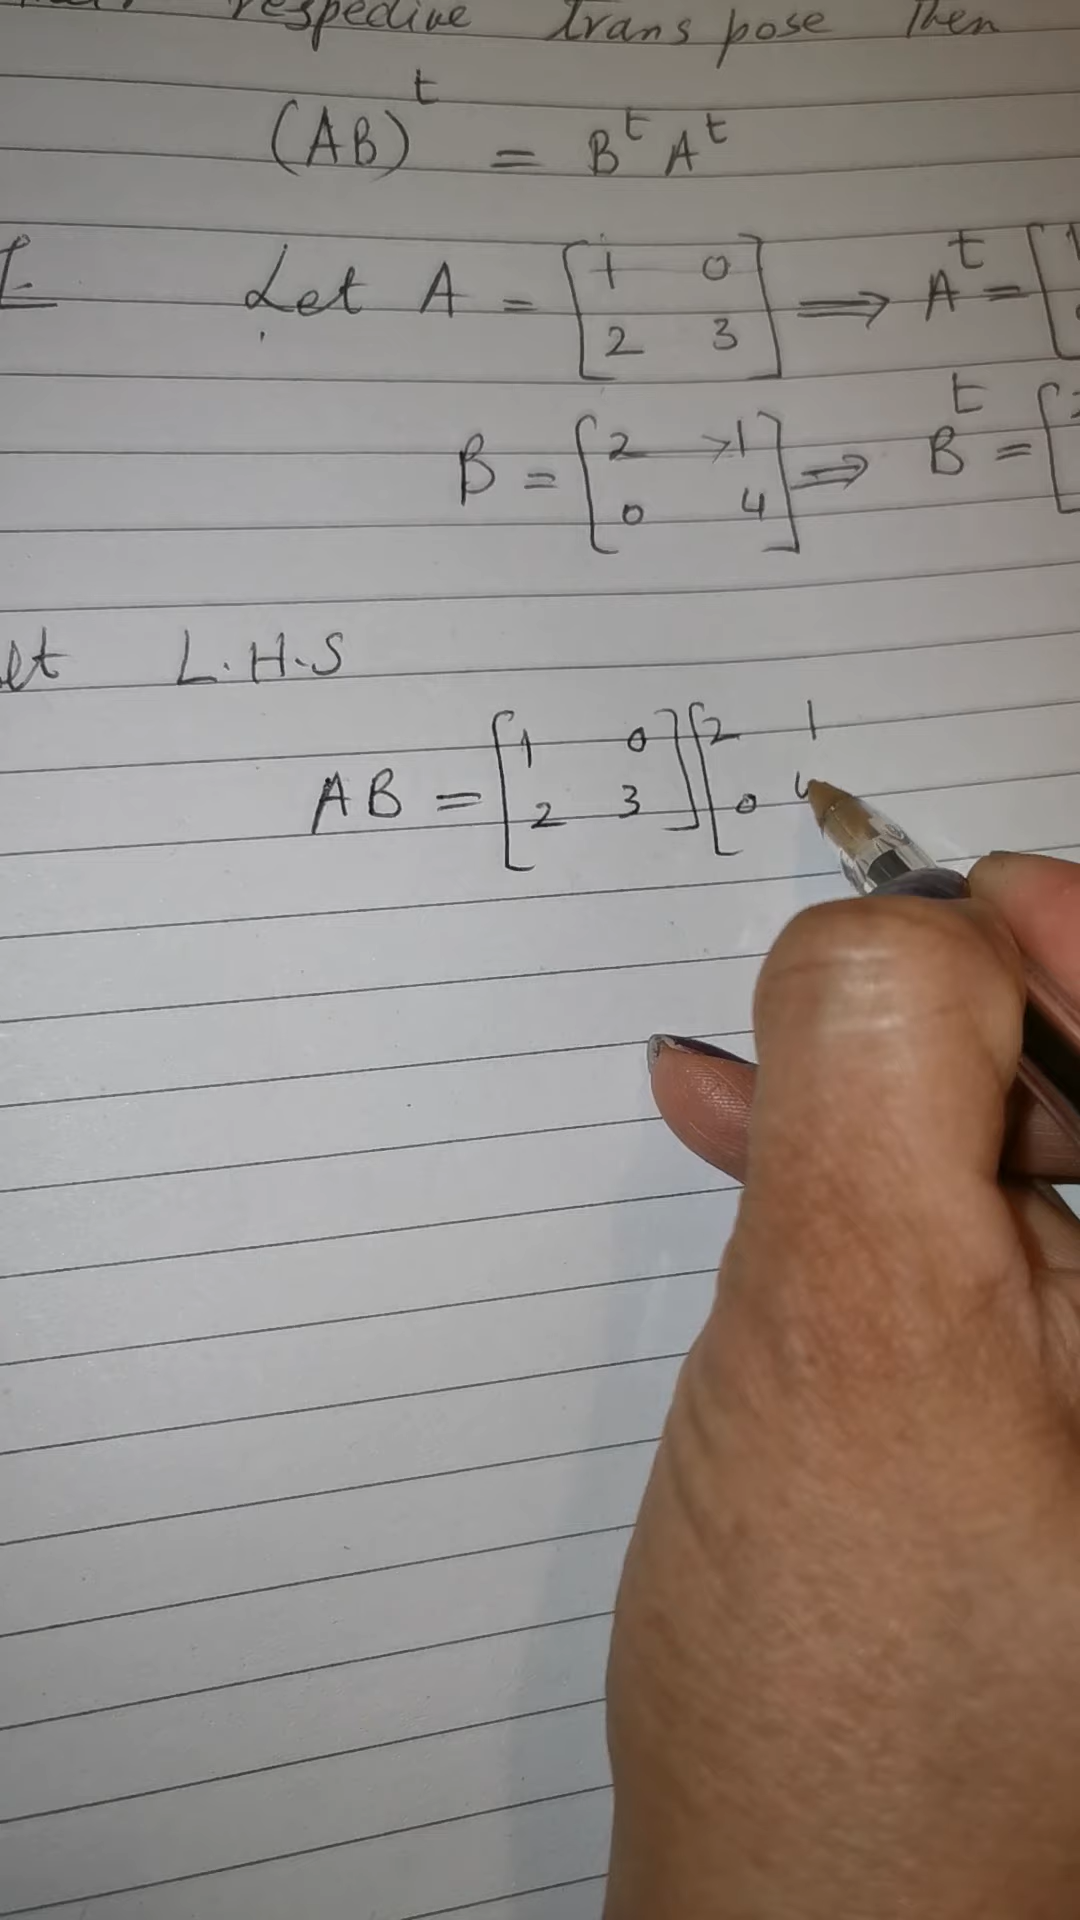 respective transpose Then
(AB)^t = B^t A^t
Let A = [1 0; 2 3] ⟹ A^t = [
B = [2 >1; 0 4] ⟹ B^t = [
L.H.S
AB = [1 0; 2 3][2 1; 0 4